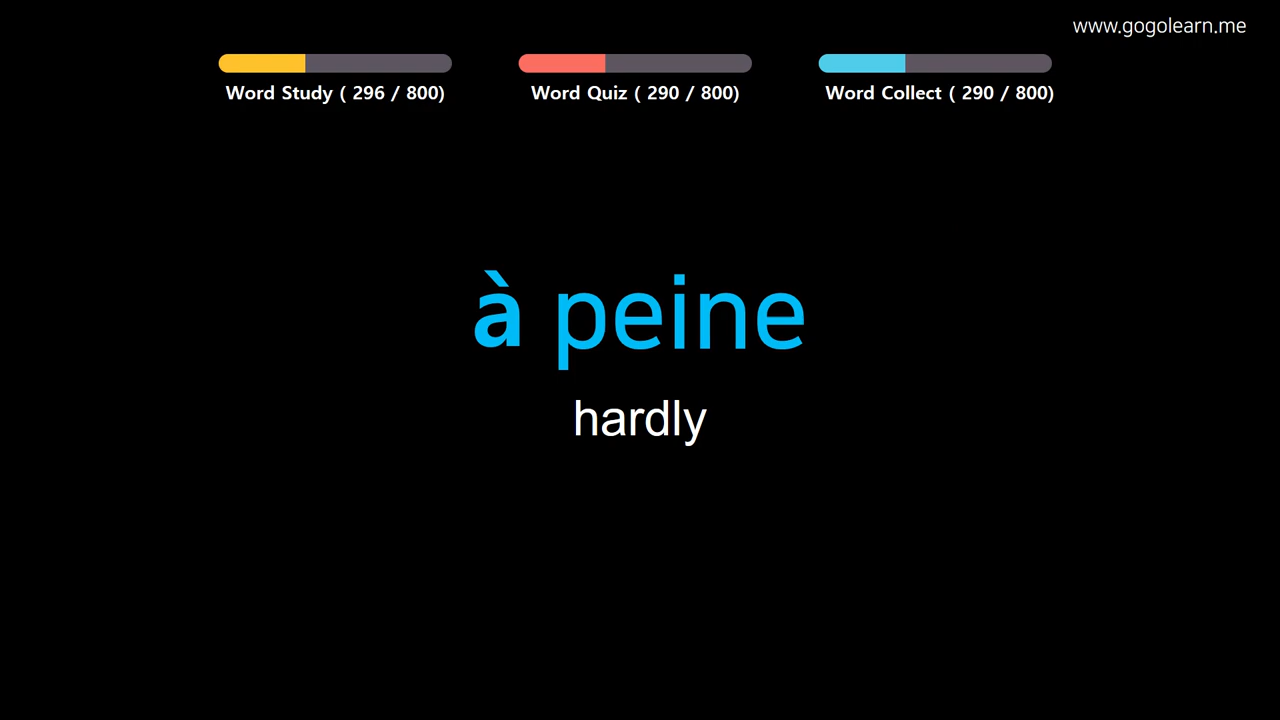 www.gogolearn.me
Word Study ( 296 / 800)
Word Quiz ( 290 / 800)
Word Collect ( 290 / 800)
à peine
hardly